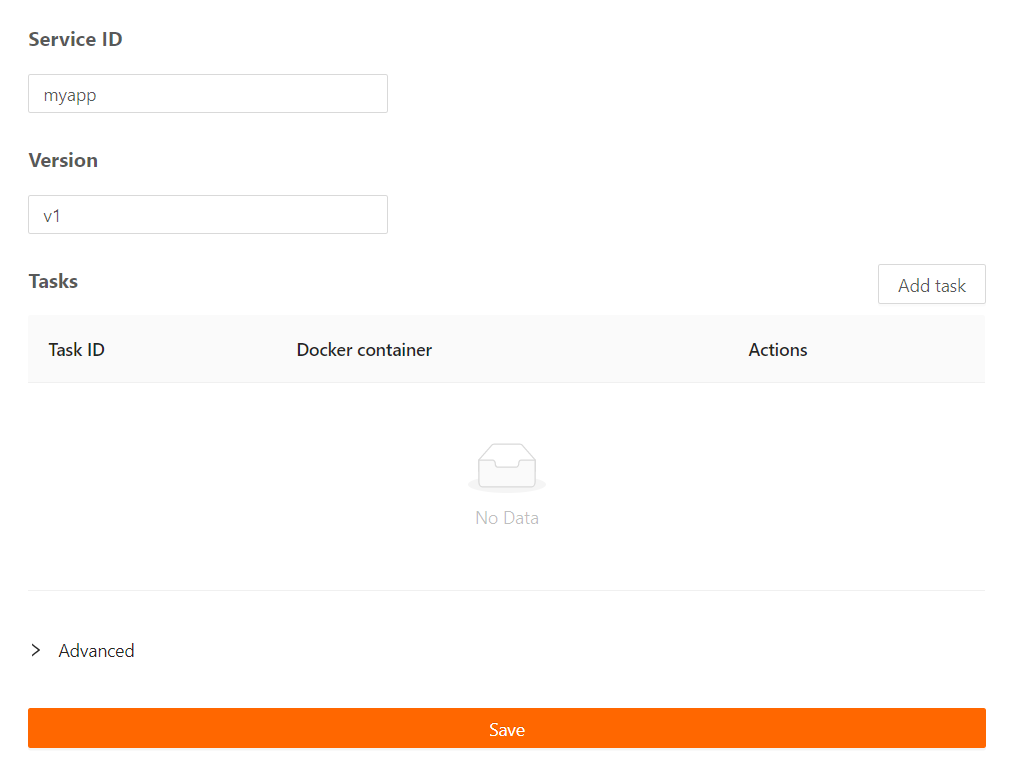 Service ID
myapp
Version
v1
Tasks
Add task
Task ID Docker container Actions
No Data
Advanced
Save